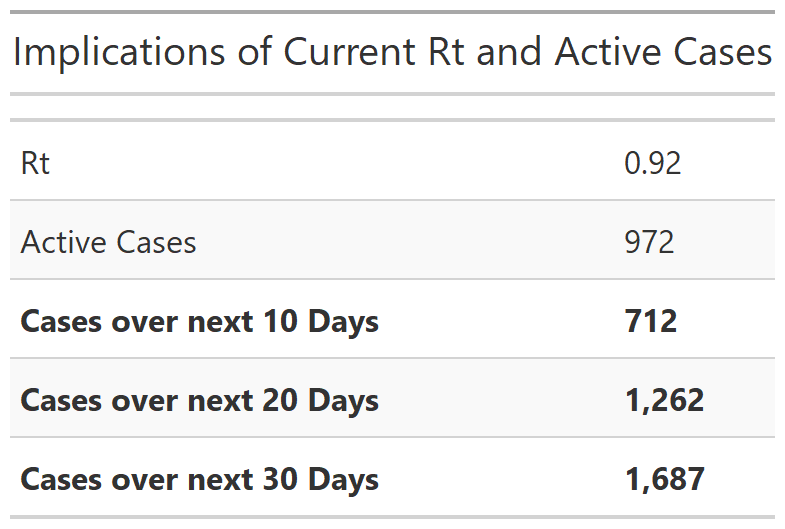 Implications of Current Rt and Active Cases
Rt 0.92
Active Cases 972
Cases over next 10 Days 712
Cases over next 20 Days 1,262
Cases over next 30 Days 1,687